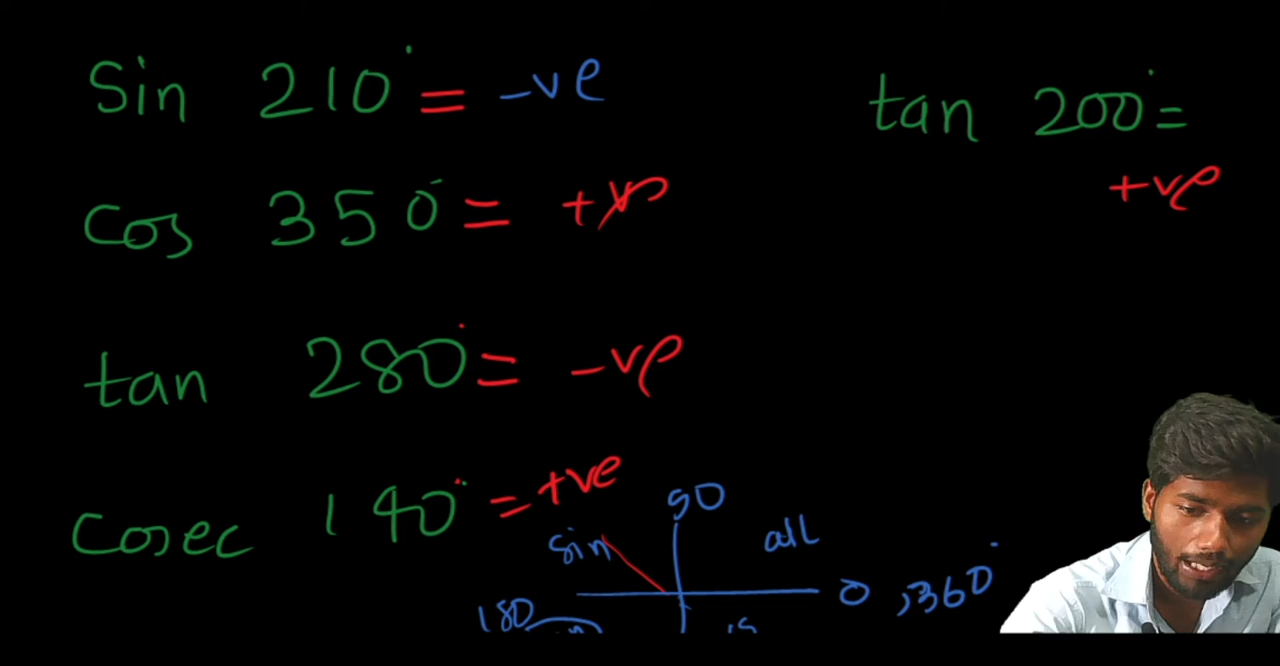 Sin 210° = -ve
tan 200° =
+ve
Cos 350° = +ve
tan 280° = -ve
Cosec 140° = +ve
90
sin
all
0, 360°
180